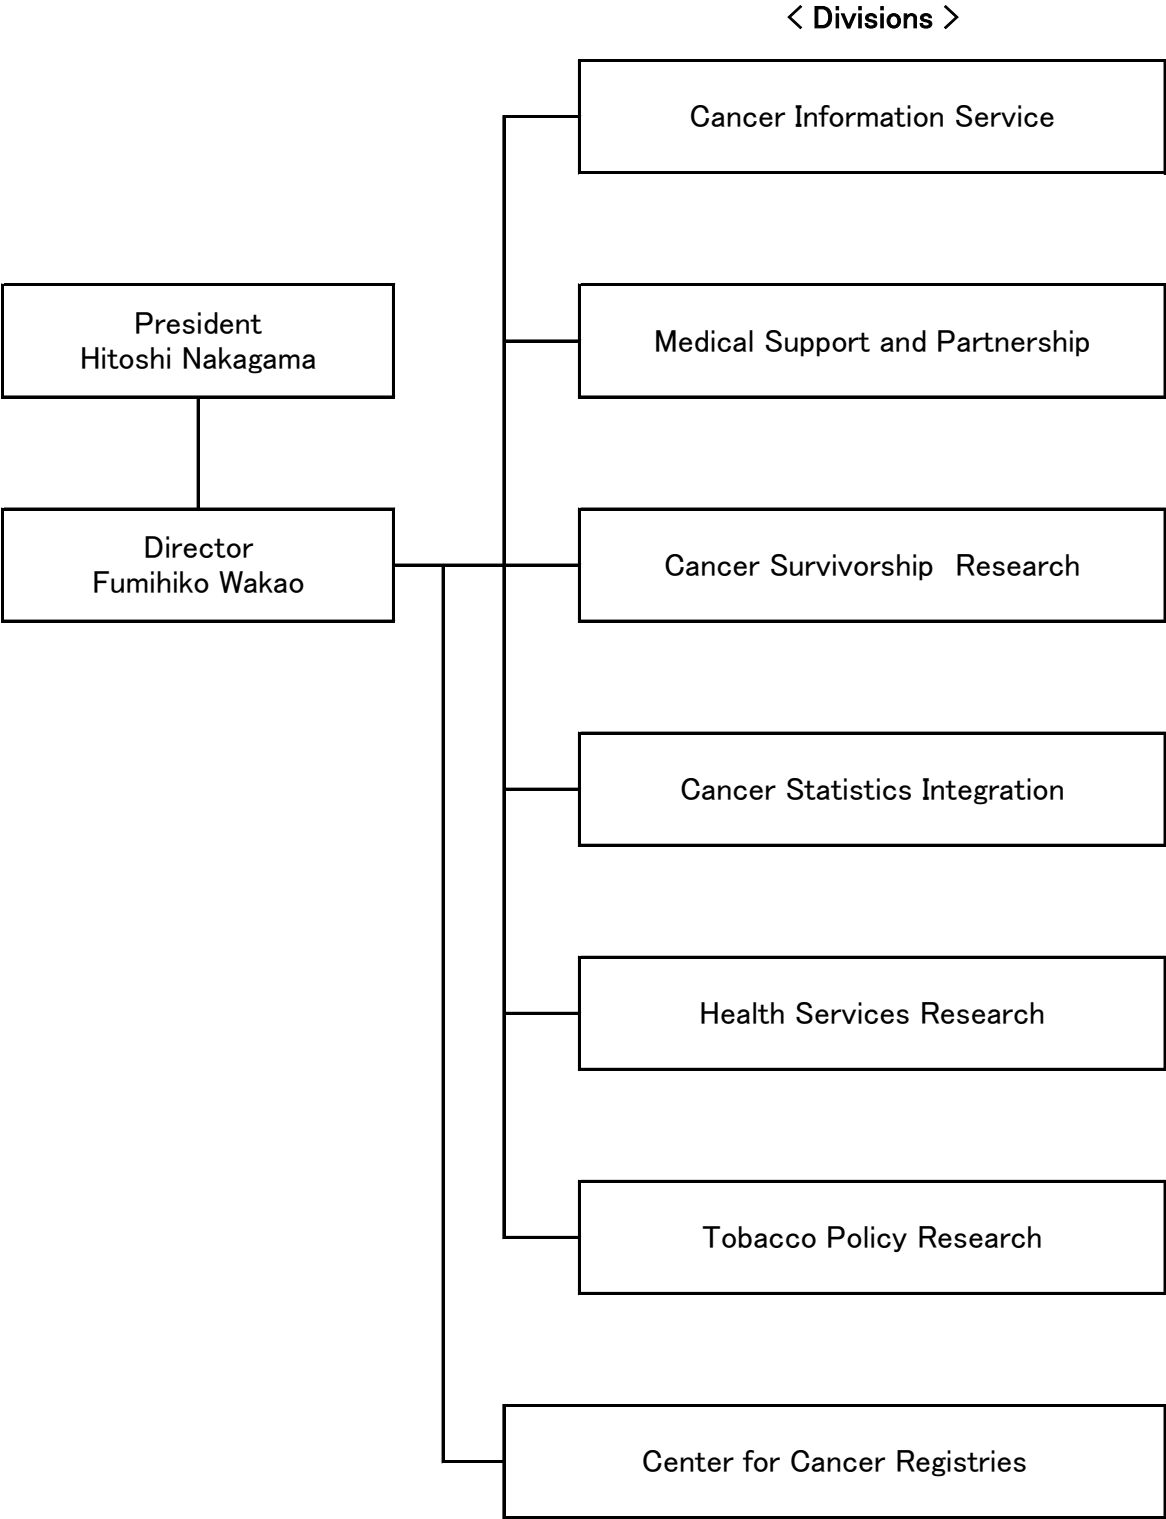 < Divisions >
Cancer Information Service
President
Hitoshi Nakagama
Medical Support and Partnership
Director
Fumihiko Wakao
Cancer Survivorship  Research
Cancer Statistics Integration
Health Services Research
Tobacco Policy Research
Center for Cancer Registries